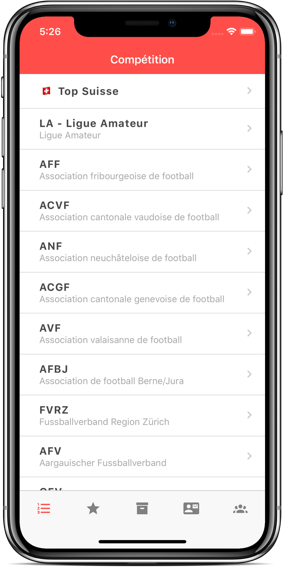 5:26
Compétition
Top Suisse
LA - Ligue Amateur
Ligue Amateur
AFF
Association fribourgeoise de football
ACVF
Association cantonale vaudoise de football
ANF
Association neuchâteloise de football
ACGF
Association cantonale genevoise de football
AVF
Association valaisanne de football
AFBJ
Association de football Berne/Jura
FVRZ
Fussballverband Region Zürich
AFV
Aargauischer Fussballverband